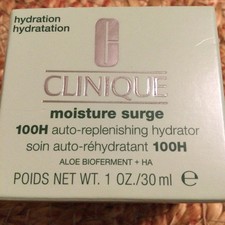 hydration
hydratation
CLINIQUE
moisture surge
100H auto-replenishing hydrator
soin auto-réhydratant 100H
ALOE BIOFERMENT + HA
POIDS NET WT. 1 OZ./30 ml ℮